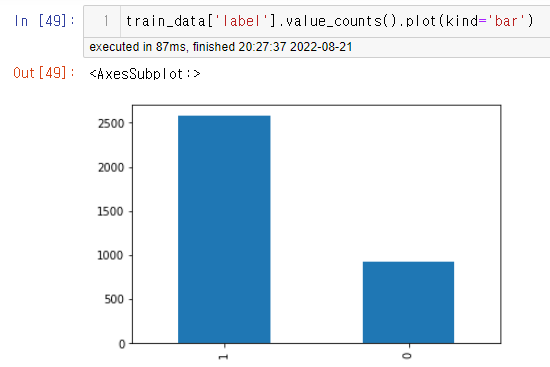 In [49]:
1 train_data['label'].value_counts().plot(kind='bar')
executed in 87ms, finished 20:27:37 2022-08-21
Out[49]: <AxesSubplot:>
2500
2000
1500
1000
500
0
1 0